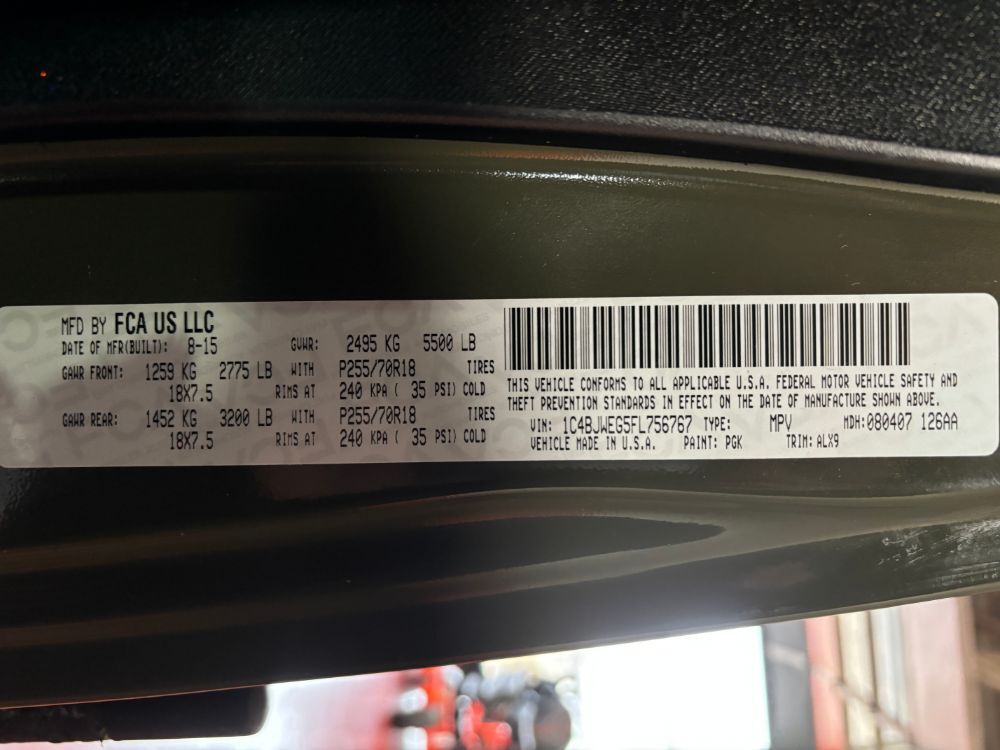 MFD BY FCA US LLC
DATE OF MFR(BUILT): 8-15 GVWR: 2495 KG 5500 LB
GAWR FRONT: 1259 KG 2775 LB WITH P255/70R18 TIRES
18X7.5 RIMS AT 240 KPA ( 35 PSI) COLD
GAWR REAR: 1452 KG 3200 LB WITH P255/70R18 TIRES
18X7.5 RIMS AT 240 KPA ( 35 PSI) COLD
THIS VEHICLE CONFORMS TO ALL APPLICABLE U.S.A. FEDERAL MOTOR VEHICLE SAFETY AND
THEFT PREVENTION STANDARDS IN EFFECT ON THE DATE OF MANUFACTURE SHOWN ABOVE.
VIN: 1C4BJWEG5FL756767 TYPE: MPV MDH:080407 126AA
VEHICLE MADE IN U.S.A. PAINT: PGK TRIM: ALX9